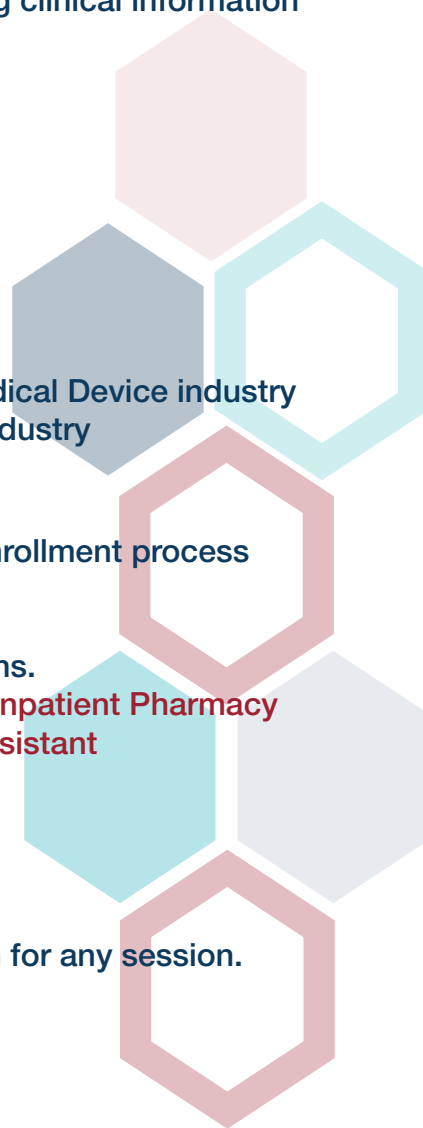 clinical information
dical Device industry
dustry
rollment process
ns.
npatient Pharmacy
sistant
for any session.